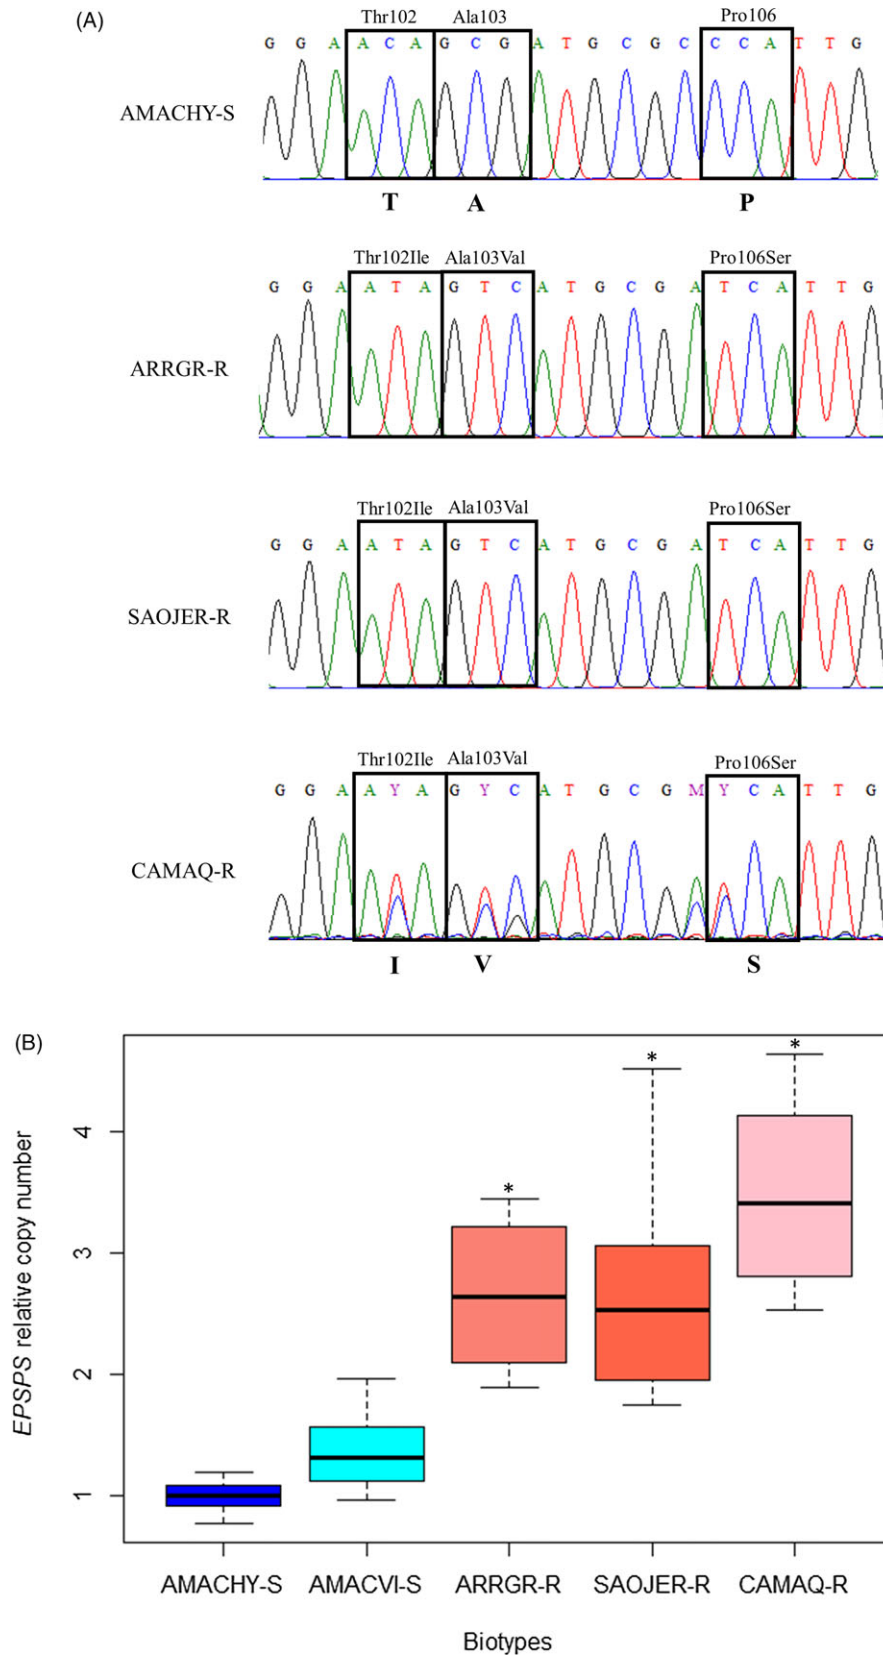 (A)
Thr102 Ala103 Pro106
G G A A C A G C G A T G C G C C C A T T G
AMACHY-S
T A P
Thr102Ile Ala103Val Pro106Ser
G G A A T A G T C A T G C G A T C A T T G
ARRGR-R
Thr102Ile Ala103Val Pro106Ser
G G A A T A G T C A T G C G A T C A T T G
SAOJER-R
Thr102Ile Ala103Val Pro106Ser
G G A A Y A G Y C A T G C G M Y C A T T G
CAMAQ-R
I V S
(B)
EPSPS relative copy number
4
3
2
1
* * *
AMACHY-S AMACVI-S ARRGR-R SAOJER-R CAMAQ-R
Biotypes